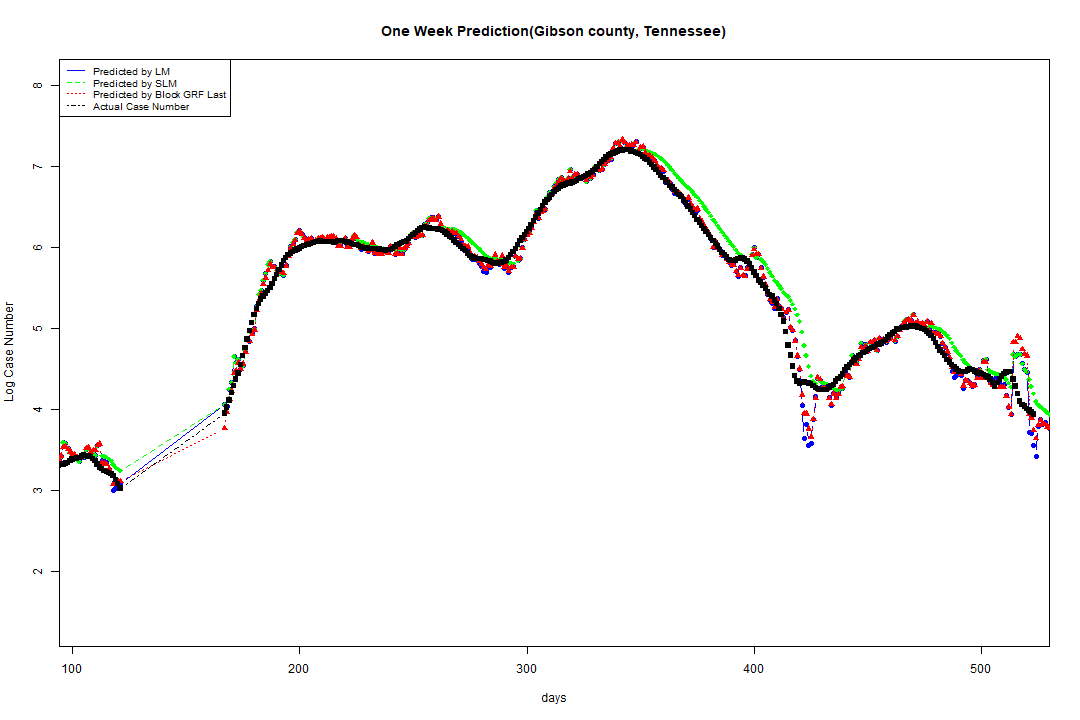 One Week Prediction(Gibson county, Tennessee)
Predicted by LM
Predicted by SLM
Predicted by Block GRF Last
Actual Case Number
8
7
6
5
4
3
2
Log Case Number
100 200 300 400 500
days